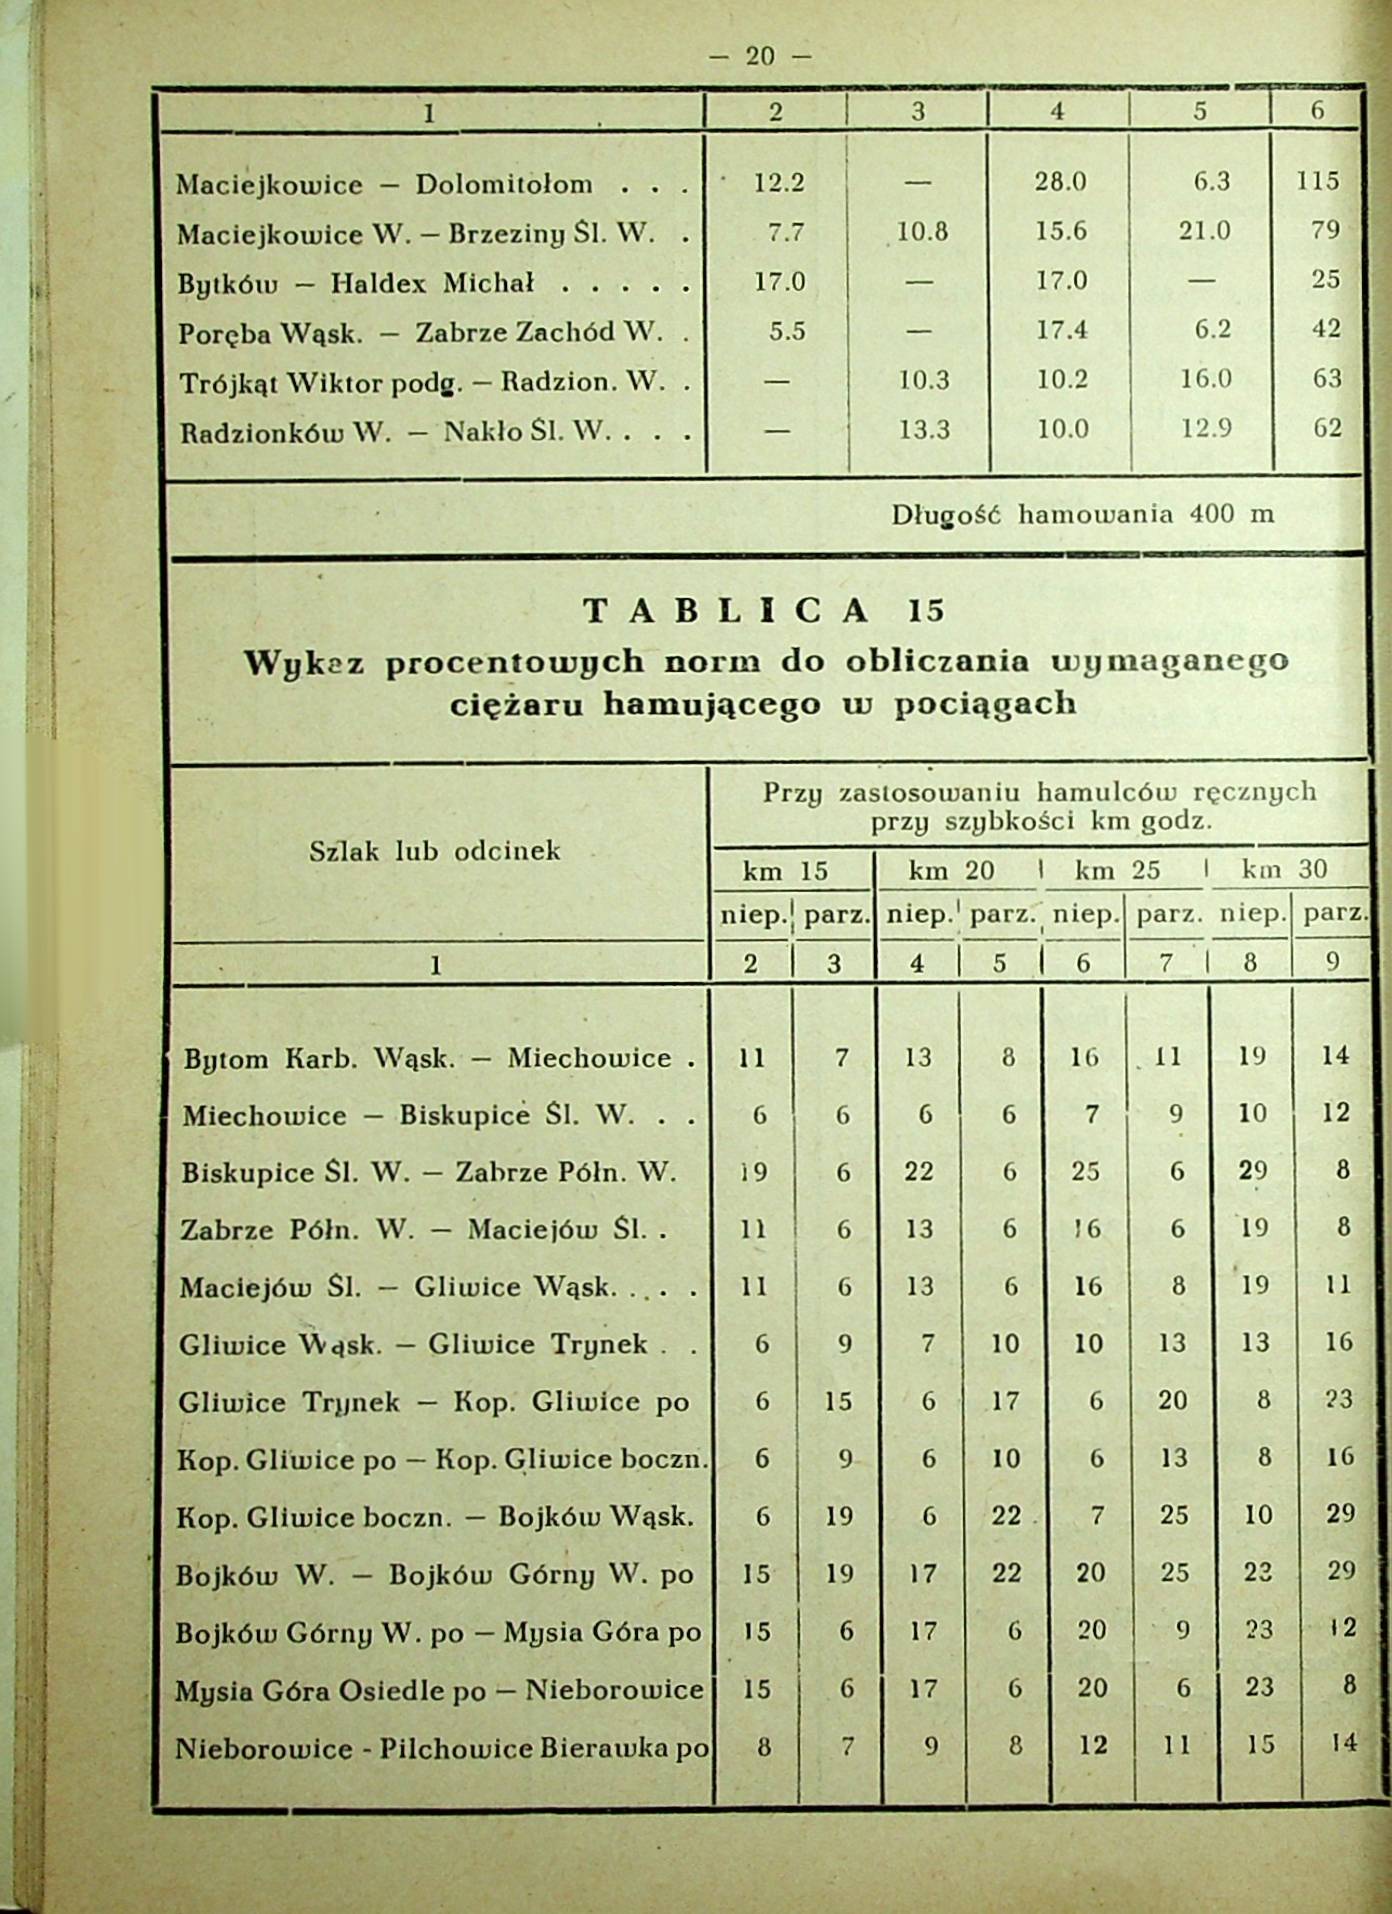 — 20 —
1 2 3 4 5 6
Maciejkowice — Dolomitołom . . . 12.2 — 28.0 6.3 115
Maciejkowice W. — Brzeziny Śl. W. . 7.7 10.8 15.6 21.0 79
Bytków — Haldex Michał . . . . . 17.0 — 17.0 — 25
Poręba Wąsk. — Zabrze Zachód W. . 5.5 — 17.4 6.2 42
Trójkąt Wiktor podg. — Radzion. W. . — 10.3 10.2 16.0 63
Radzionków W. — Nakło Śl. W. . . . — 13.3 10.0 12.9 62
Długość hamowania 400 m
TABLICA 15
Wykaz procentowych norm do obliczania wymaganego
ciężaru hamującego w pociągach
Szlak lub odcinek
Przy zastosowaniu hamulców ręcznych
przy szybkości km godz.
km 15 km 20 km 25 km 30
niep. parz. niep. parz. niep. parz. niep. parz.
1 2 3 4 5 6 7 8 9
Bytom Karb. Wąsk. — Miechowice . 11 7 13 8 16 11 19 14
Miechowice — Biskupice Śl. W. . . 6 6 6 6 7 9 10 12
Biskupice Śl. W. — Zabrze Półn. W. 19 6 22 6 25 6 29 8
Zabrze Półn. W. — Maciejów Śl. . 11 6 13 6 16 6 19 8
Maciejów Śl. — Gliwice Wąsk. . . . . 11 6 13 6 16 8 19 11
Gliwice Wąsk. — Gliwice Trynek . . 6 9 7 10 10 13 13 16
Gliwice Trynek — Kop. Gliwice po 6 15 6 17 6 20 8 23
Kop. Gliwice po — Kop. Gliwice boczn. 6 9 6 10 6 13 8 16
Kop. Gliwice boczn. — Bojków Wąsk. 6 19 6 22 7 25 10 29
Bojków W. — Bojków Górny W. po 15 19 17 22 20 25 23 29
Bojków Górny W. po — Mysia Góra po 15 6 17 6 20 9 23 12
Mysia Góra Osiedle po — Nieborowice 15 6 17 6 20 6 23 8
Nieborowice - Pilchowice Bierawka po 8 7 9 8 12 11 15 14